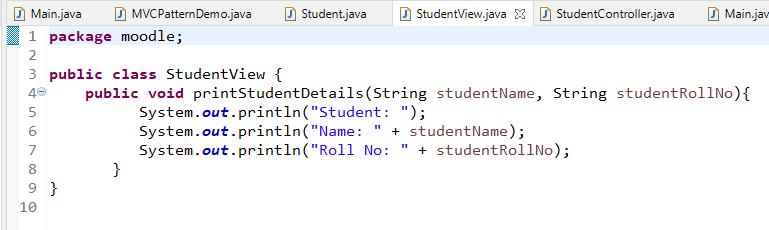 Main.java MVCPatternDemo.java Student.java StudentView.java StudentController.java Main.jav
1 package moodle;
2
3 public class StudentView {
4 public void printStudentDetails(String studentName, String studentRollNo){
5 System.out.println("Student: ");
6 System.out.println("Name: " + studentName);
7 System.out.println("Roll No: " + studentRollNo);
8 }
9 }
10